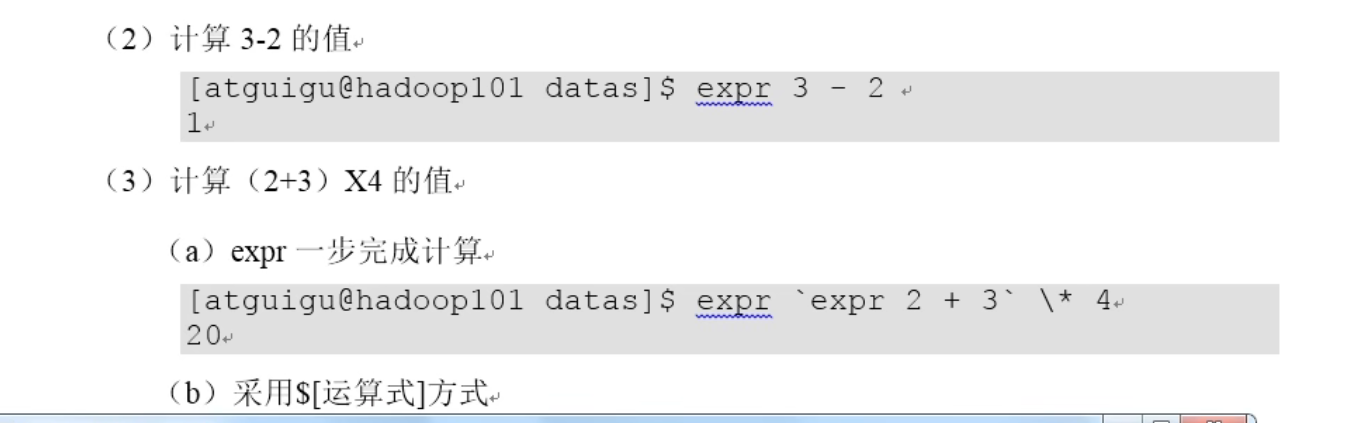 （2）计算 3-2 的值
[atguigu@hadoop101 datas]$ expr 3 - 2
1
（3）计算（2+3）X4 的值
（a）expr 一步完成计算
[atguigu@hadoop101 datas]$ expr `expr 2 + 3` \* 4
20
（b）采用$[运算式]方式